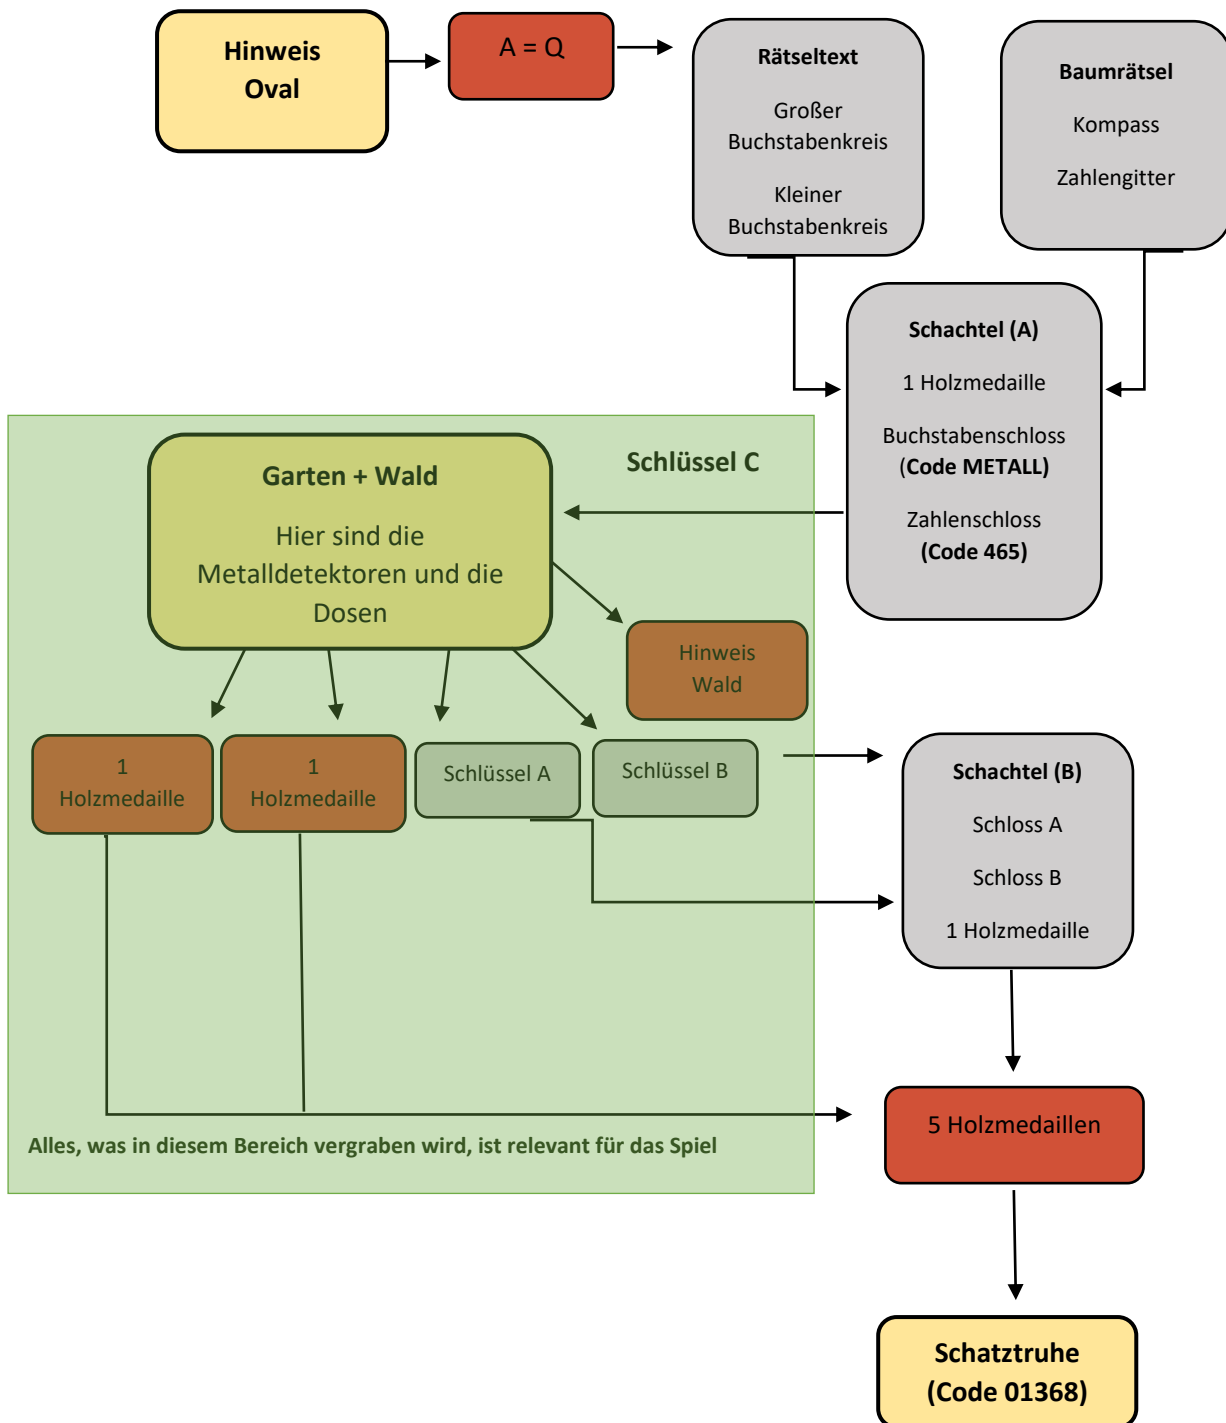 Hinweis
Oval
A = Q
Rätseltext
Großer
Buchstabenkreis
Kleiner
Buchstabenkreis
Baumrätsel
Kompass
Zahlengitter
Schachtel (A)
1 Holzmedaille
Buchstabenschloss
(Code METALL)
Zahlenschloss
(Code 465)
Schlüssel C
Garten + Wald
Hier sind die
Metalldetektoren und die
Dosen
Hinweis
Wald
1
Holzmedaille
1
Holzmedaille
Schlüssel A
Schlüssel B
Schachtel (B)
Schloss A
Schloss B
1 Holzmedaille
5 Holzmedaillen
Alles, was in diesem Bereich vergraben wird, ist relevant für das Spiel
Schatztruhe
(Code 01368)